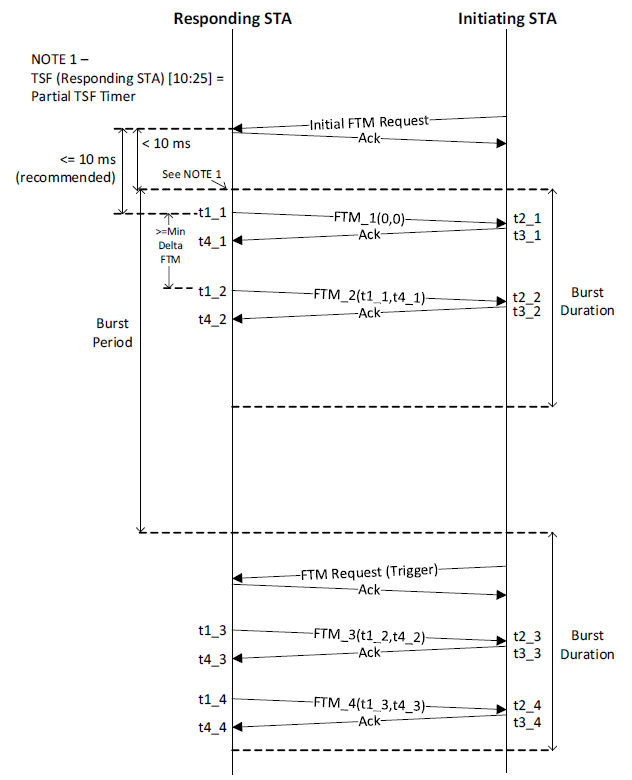 Responding STA
Initiating STA
NOTE 1 –
TSF (Responding STA) [10:25] =
Partial TSF Timer
Initial FTM Request
Ack
< 10 ms
<= 10 ms
(recommended)
See NOTE 1
t1_1
FTM_1(0,0)
t2_1
>=Min
Delta
FTM
t4_1
Ack
t3_1
t1_2
FTM_2(t1_1,t4_1)
t2_2
t4_2
Ack
t3_2
Burst
Duration
Burst
Period
FTM Request (Trigger)
Ack
t1_3
FTM_3(t1_2,t4_2)
t2_3
t4_3
Ack
t3_3
Burst
Duration
t1_4
FTM_4(t1_3,t4_3)
t2_4
t4_4
Ack
t3_4